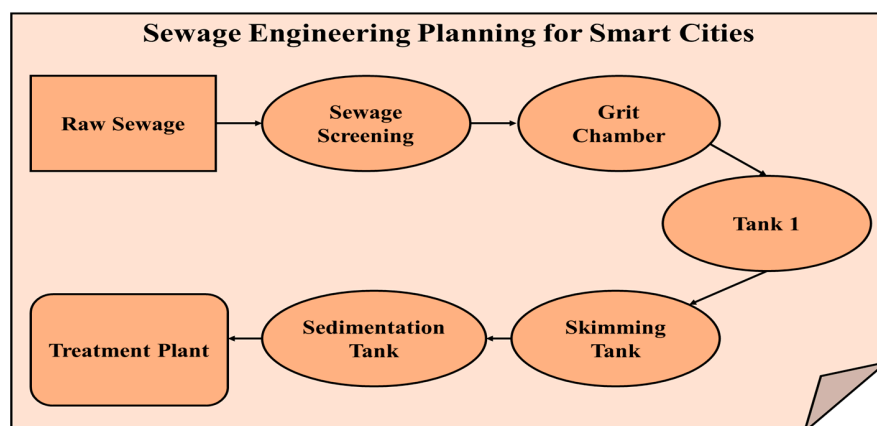 Sewage Engineering Planning for Smart Cities
Raw Sewage
Sewage
Screening
Grit
Chamber
Tank 1
Skimming
Tank
Sedimentation
Tank
Treatment Plant